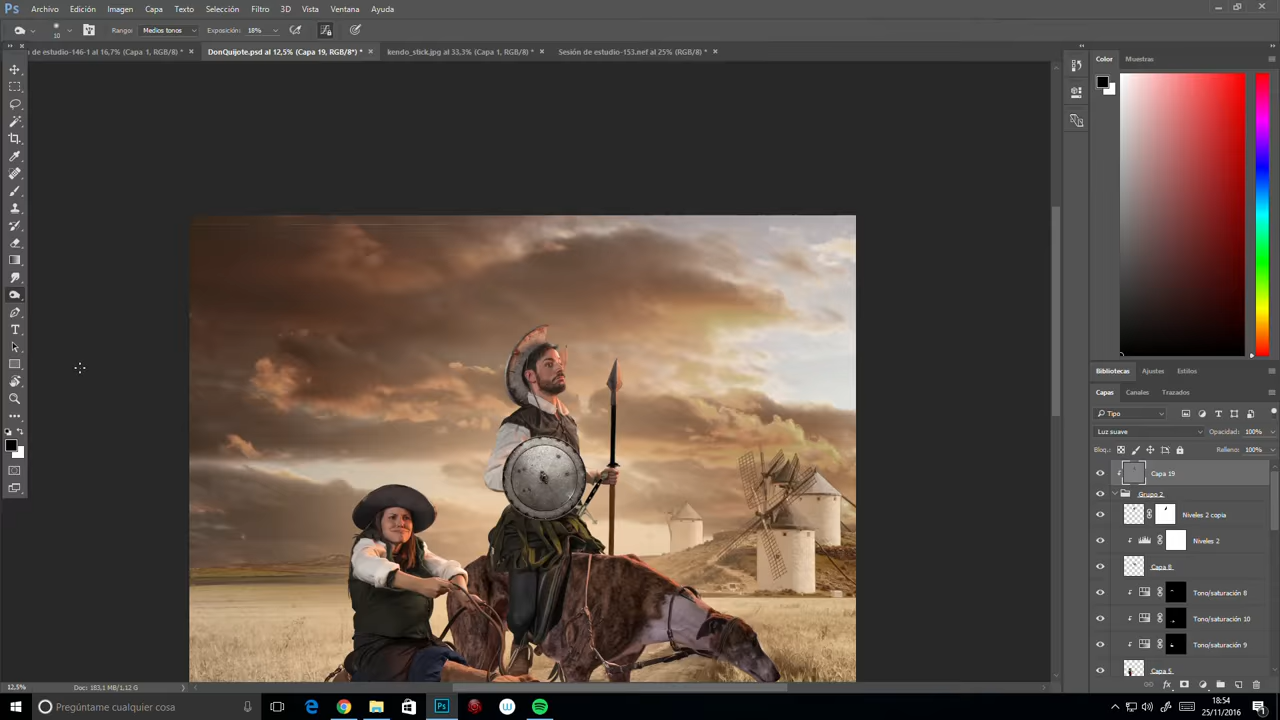 Ps Archivo Edición Imagen Capa Texto Selección Filtro 3D Vista Ventana Ayuda
10 Rango: Medios tonos Exposición: 18%
de estudio-146-1 al 16,7% (Capa 1, RGB/8) * × DonQuijote.psd al 12,5% (Capa 19, RGB/8*) * × kendo_stick.jpg al 33,3% (Capa 1, RGB/8) * × Sesión de estudio-153.nef al 25% (RGB/8*) * ×
Color Muestras
Bibliotecas Ajustes Estilos
Capas Canales Trazados
Tipo
Luz suave Opacidad: 100%
Bloq.: Relleno: 100%
Capa 19
Grupo 2
Niveles 2 copia
Niveles 2
Capa 8
Tono/saturación 8
Tono/saturación 10
Tono/saturación 9
Capa 5
12,5% Doc: 183,1 MB/1,12 G
Pregúntame cualquier cosa
18:54
25/11/2016